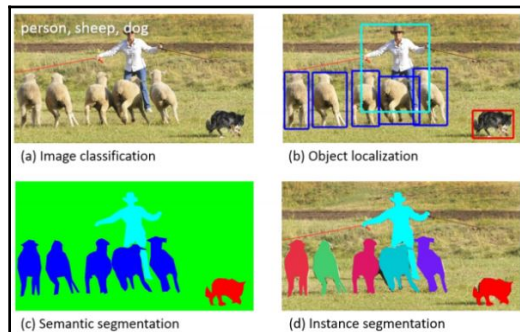 person, sheep, dog
(a) Image classification
(b) Object localization
(c) Semantic segmentation
(d) Instance segmentation